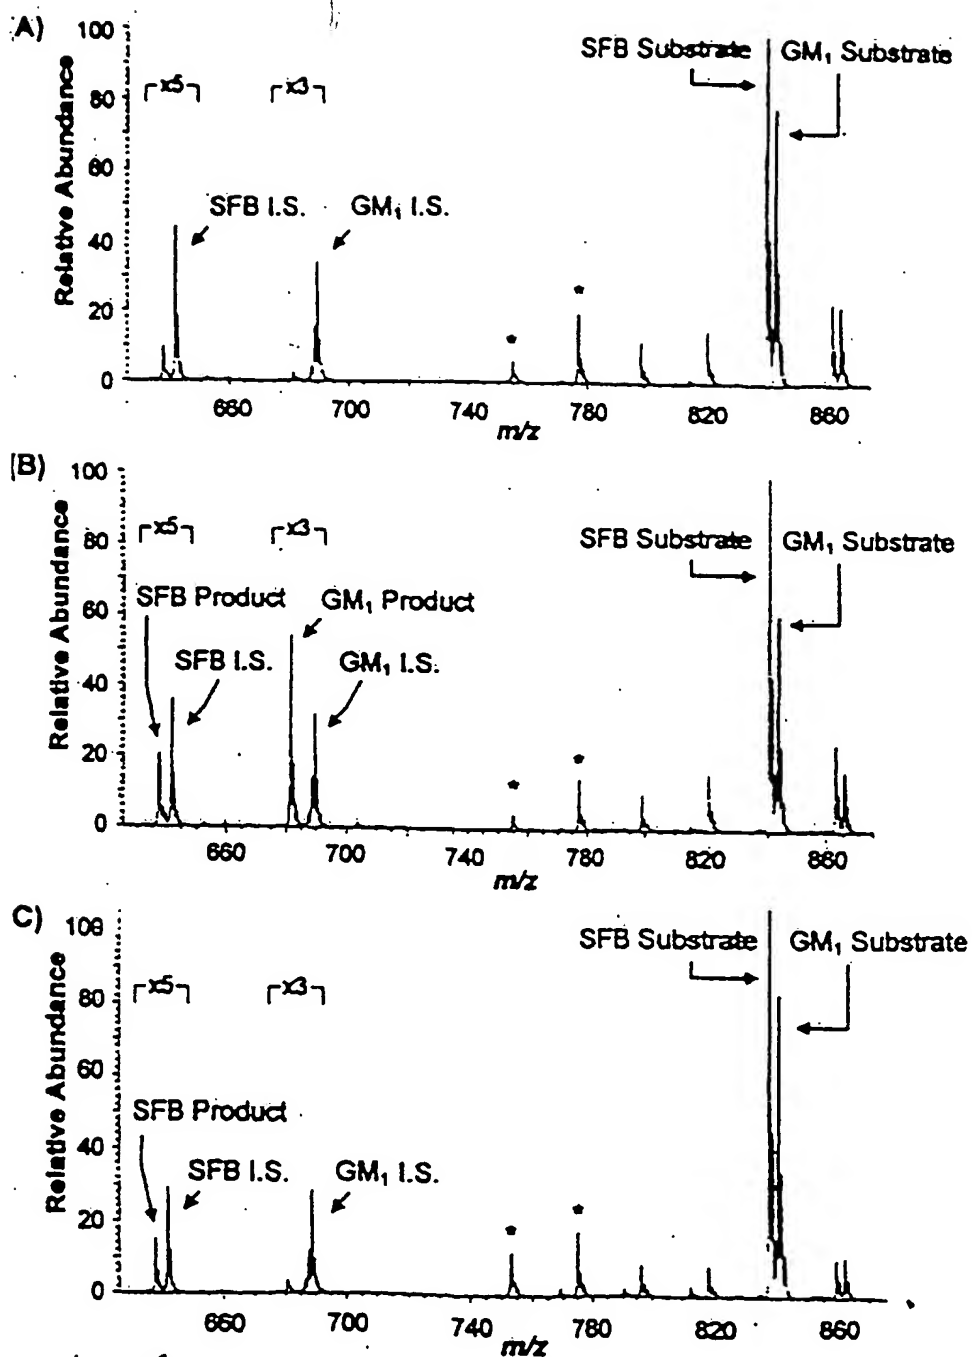 A)
Relative Abundance
100
80
60
40
20
0
x5
x3
SFB I.S.
GM₁ I.S.
*
*
SFB Substrate
GM₁ Substrate
660 700 740 780 820 860
m/z
B)
Relative Abundance
100
80
60
40
20
0
x5
x3
SFB Product
SFB I.S.
GM₁ Product
GM₁ I.S.
*
*
SFB Substrate
GM₁ Substrate
660 700 740 780 820 860
m/z
C)
Relative Abundance
100
80
60
40
20
0
x5
x3
SFB Product
SFB I.S.
GM₁ I.S.
*
*
SFB Substrate
GM₁ Substrate
660 700 740 780 820 860
m/z